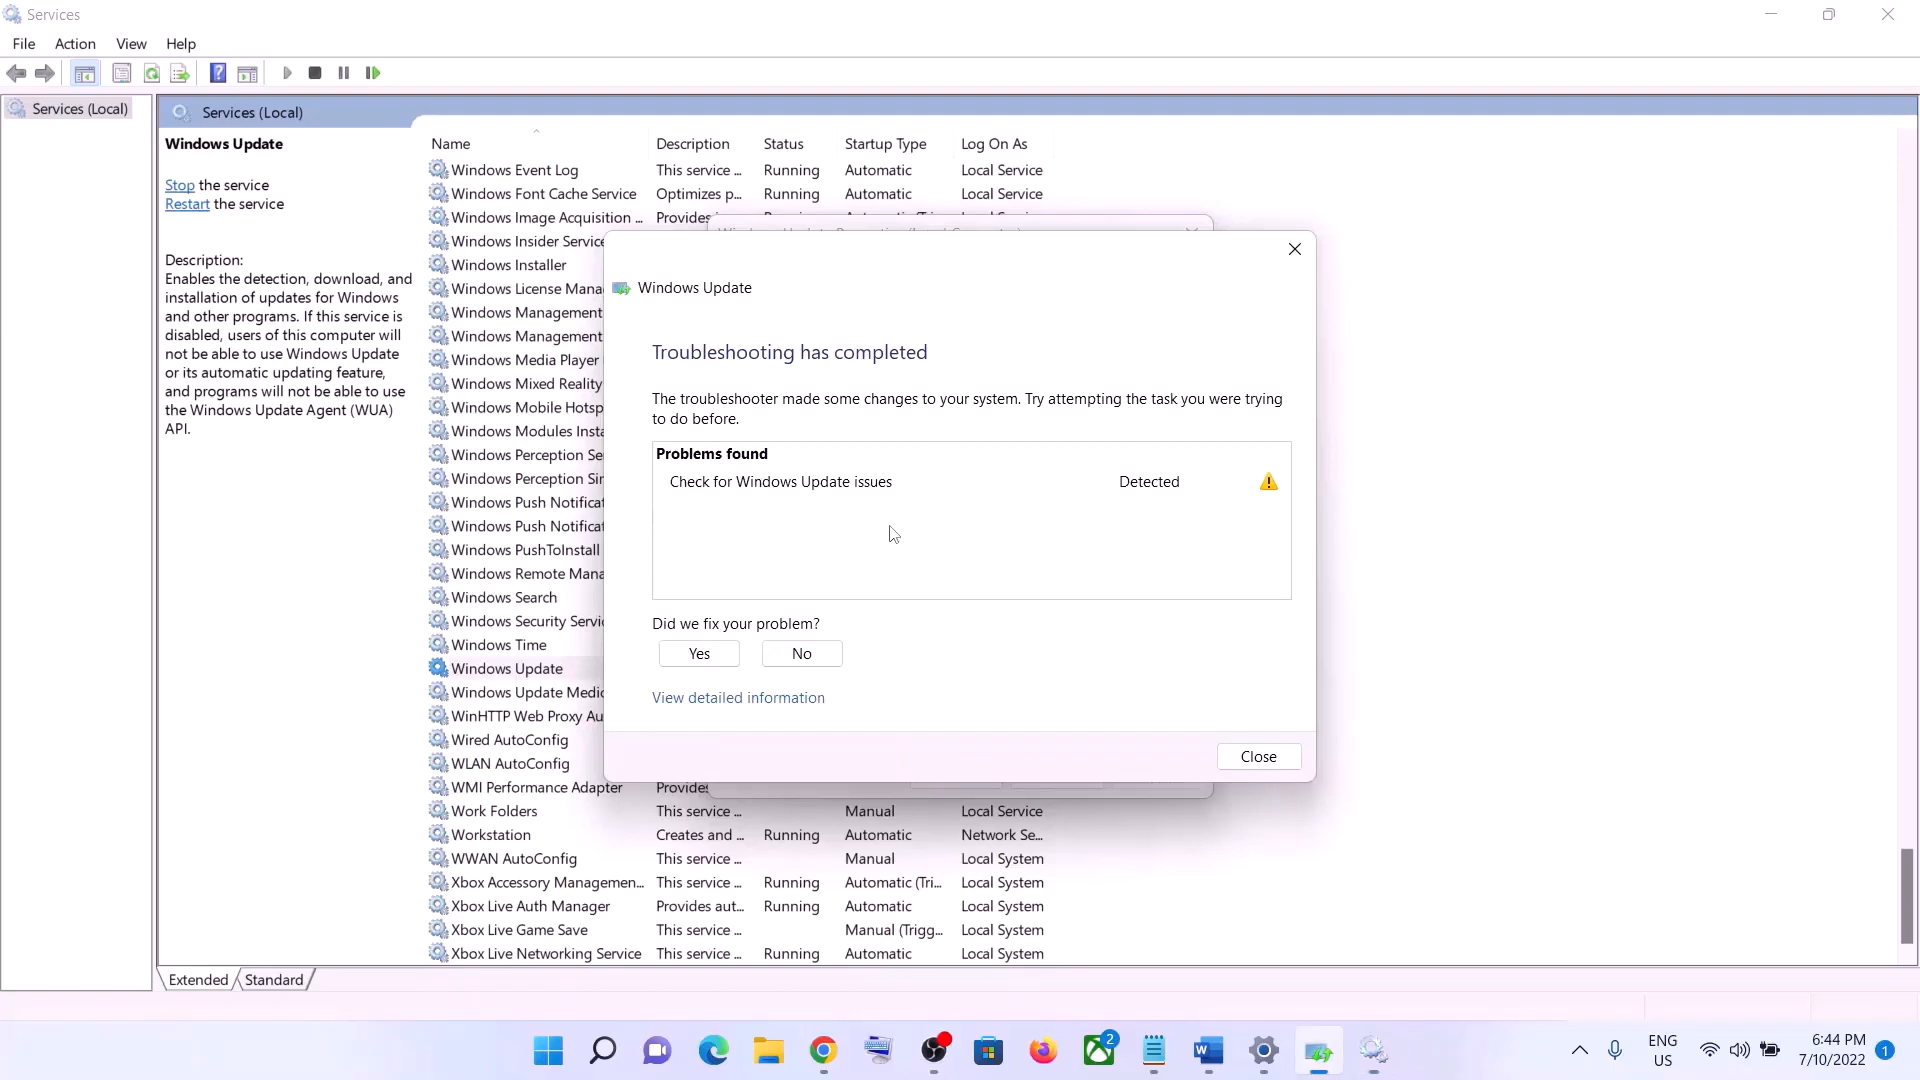 Services
File Action View Help
Services (Local)
Services (Local)
Windows Update
Stop the service
Restart the service
Description:
Enables the detection, download, and
installation of updates for Windows
and other programs. If this service is
disabled, users of this computer will
not be able to use Windows Update
or its automatic updating feature,
and programs will not be able to use
the Windows Update Agent (WUA)
API.
Name Description Status Startup Type Log On As
Windows Event Log This service ... Running Automatic Local Service
Windows Font Cache Service Optimizes p... Running Automatic Local Service
Windows Image Acquisition ... Provides
Windows Insider Service
Windows Installer
Windows License Mana
Windows Management
Windows Management
Windows Media Player
Windows Mixed Reality
Windows Mobile Hotsp
Windows Modules Insta
Windows Perception Se
Windows Perception Sir
Windows Push Notificat
Windows Push Notificat
Windows PushToInstall
Windows Remote Mana
Windows Search
Windows Security Servic
Windows Time
Windows Update
Windows Update Medic
WinHTTP Web Proxy Au
Wired AutoConfig
WLAN AutoConfig
WMI Performance Adapter Provides
Work Folders This service ... Manual Local Service
Workstation Creates and ... Running Automatic Network Se...
WWAN AutoConfig This service ... Manual Local System
Xbox Accessory Managemen... This service ... Running Automatic (Tri... Local System
Xbox Live Auth Manager Provides aut... Running Automatic Local System
Xbox Live Game Save This service ... Manual (Trigg... Local System
Xbox Live Networking Service This service ... Running Automatic Local System
Windows Update
Troubleshooting has completed
The troubleshooter made some changes to your system. Try attempting the task you were trying
to do before.
Problems found
Check for Windows Update issues Detected
Did we fix your problem?
Yes No
View detailed information
Close
Extended Standard
2
W
ENG
US
6:44 PM
7/10/2022
1